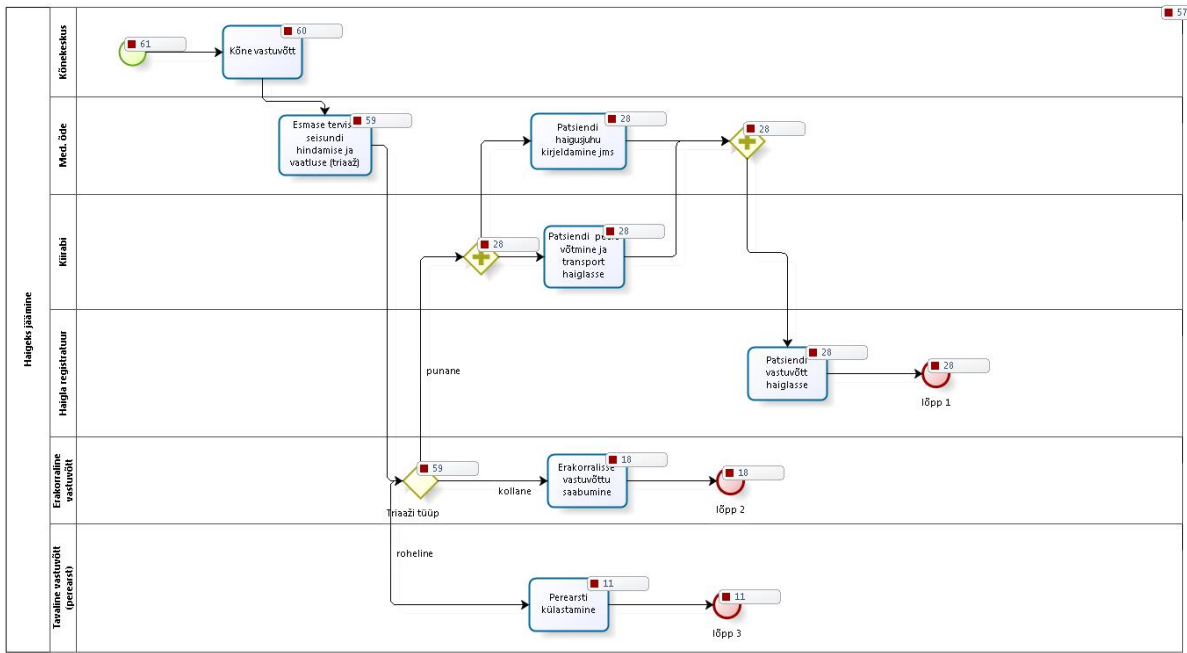 57
Haigeks jäämine
Kõnekeskus
61
60
Kõne vastuvõtt
Med. õde
59
Esmase tervis
seisundi
hindamise ja
vaatluse (triaaž)
28
Patsiendi
haigusjuhu
kirjeldamine jms
28
Kiirabi
28
28
Patsiendi
võtmine ja
transport
haiglasse
Haigla registratuur
punane
28
Patsiendi
vastuvõtt
haiglasse
28
lõpp 1
Erakorraline
vastuvõtt
59
Triaaži tüüp
kollane
18
Erakorralisse
vastuvõttu
saabumine
18
lõpp 2
Tavaline vastuvõtt
(perearst)
roheline
11
Perearsti
külastamine
11
lõpp 3